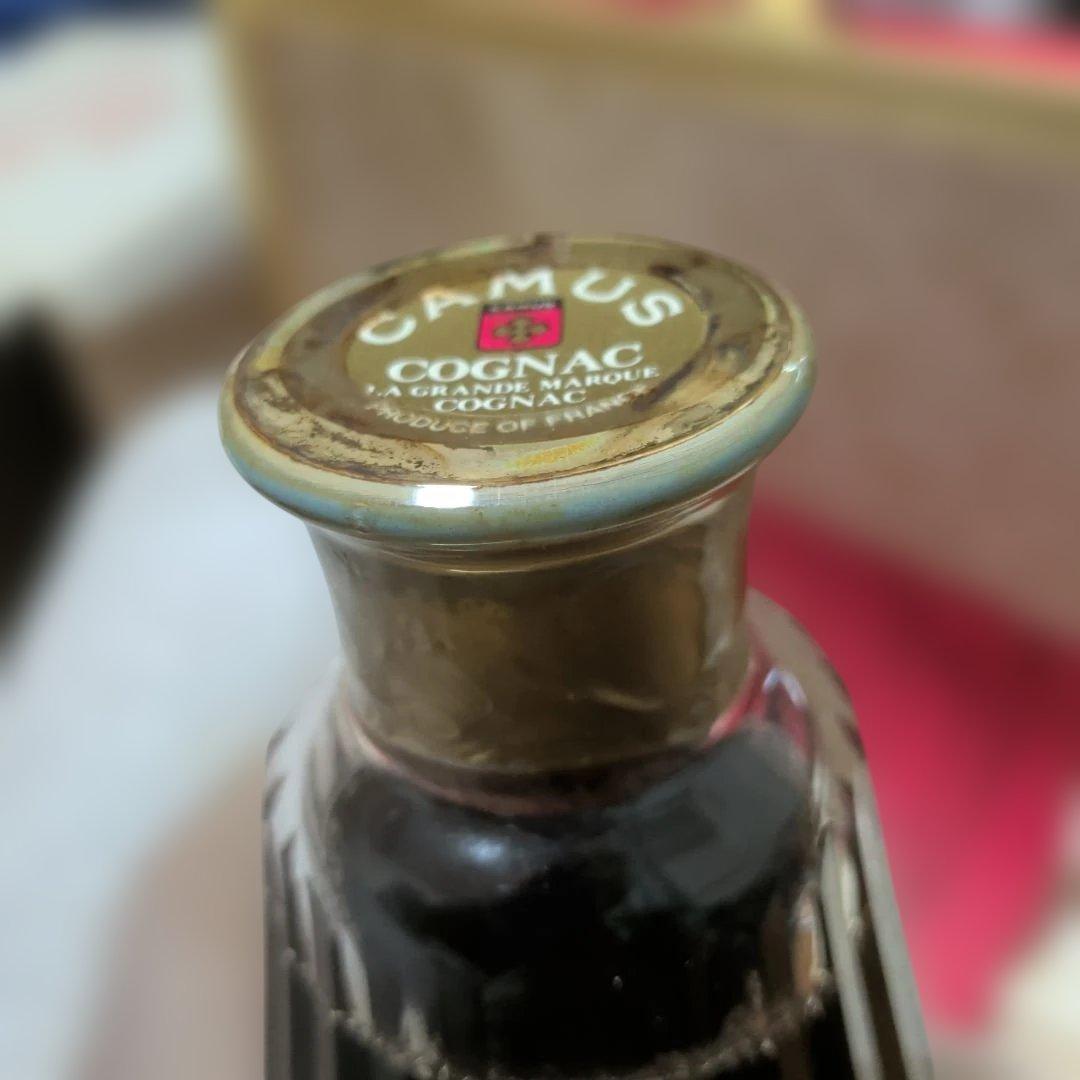 CAMUS
COGNAC
LA GRANDE MARQUE
COGNAC
PRODUCE OF FRANCE